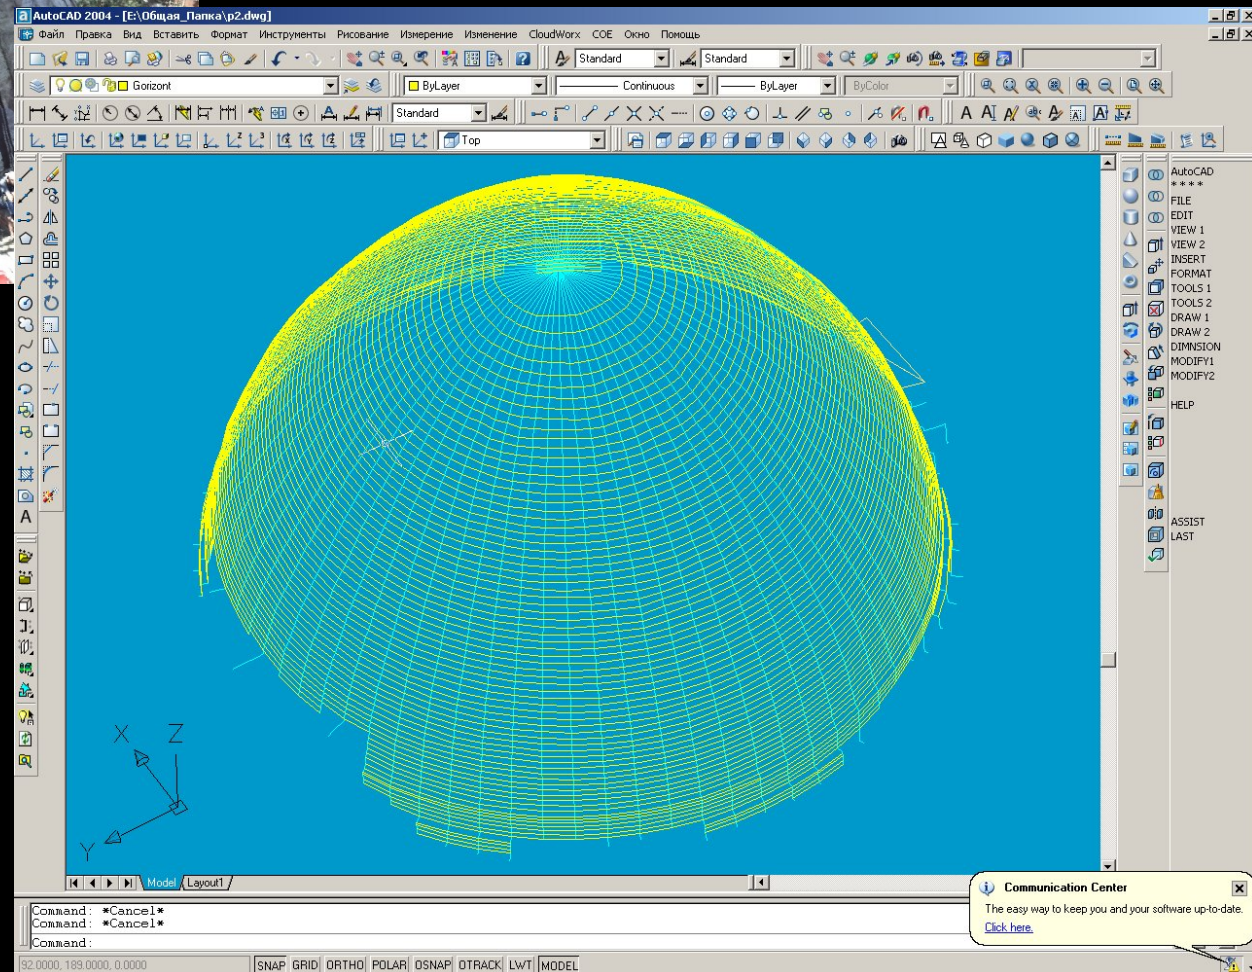 AutoCAD 2004 - [E:\Общая_Папка\p2.dwg]
Файл Правка Вид Вставить Формат Инструменты Рисование Измерение Изменение CloudWorx COE Окно Помощь
Standard Standard
Gorizont ByLayer Continuous ByLayer ByColor
Standard
Top
AutoCAD
* * * *
FILE
EDIT
VIEW 1
VIEW 2
INSERT
FORMAT
TOOLS 1
TOOLS 2
DRAW 1
DRAW 2
DIMNSION
MODIFY1
MODIFY2
HELP
ASSIST
LAST
X Z
Y
Model Layout1
Communication Center
The easy way to keep you and your software up-to-date.
Click here.
Command: *Cancel*
Command: *Cancel*
Command:
92.0000, 189.0000, 0.0000 SNAP GRID ORTHO POLAR OSNAP OTRACK LWT MODEL